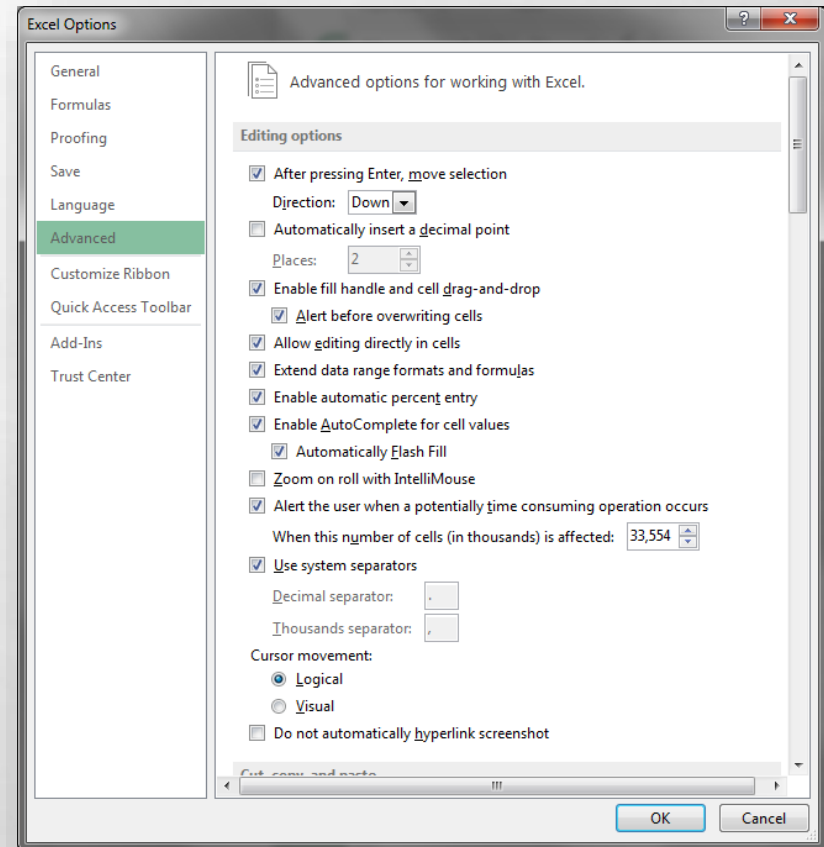 Excel Options
General
Formulas
Proofing
Save
Language
Advanced
Customize Ribbon
Quick Access Toolbar
Add-Ins
Trust Center
Advanced options for working with Excel.
Editing options
After pressing Enter, move selection
Direction: Down
Automatically insert a decimal point
Places: 2
Enable fill handle and cell drag-and-drop
Alert before overwriting cells
Allow editing directly in cells
Extend data range formats and formulas
Enable automatic percent entry
Enable AutoComplete for cell values
Automatically Flash Fill
Zoom on roll with IntelliMouse
Alert the user when a potentially time consuming operation occurs
When this number of cells (in thousands) is affected: 33,554
Use system separators
Decimal separator: .
Thousands separator: ,
Cursor movement:
Logical
Visual
Do not automatically hyperlink screenshot
Cut, copy, and paste
OK Cancel